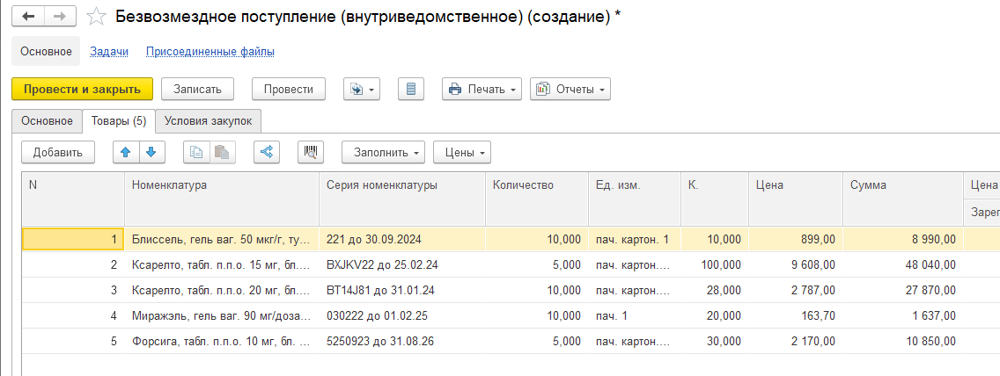 Безвозмездное поступление (внутриведомственное) (создание) *
Основное Задачи Присоединенные файлы
Провести и закрыть Записать Провести Печать Отчеты
Основное Товары (5) Условия закупок
Добавить Заполнить Цены
N Номенклатура Серия номенклатуры Количество Ед. изм. К. Цена Сумма Цена
Зарег
1 Блиссель, гель ваг. 50 мкг/г, ту... 221 до 30.09.2024 10,000 пач. картон. 1 10,000 899,00 8 990,00
2 Ксарелто, табл. п.п.о. 15 мг, бл.... BXJKV22 до 25.02.24 5,000 пач. картон.... 100,000 9 608,00 48 040,00
3 Ксарелто, табл. п.п.о. 20 мг, бл.... BT14J81 до 31.01.24 10,000 пач. картон.... 28,000 2 787,00 27 870,00
4 Миражэль, гель ваг. 90 мг/доза... 030222 до 01.02.25 10,000 пач. 1 20,000 163,70 1 637,00
5 Форсига, табл. п.п.о. 10 мг, бл. ... 5250923 до 31.08.26 5,000 пач. картон.... 30,000 2 170,00 10 850,00